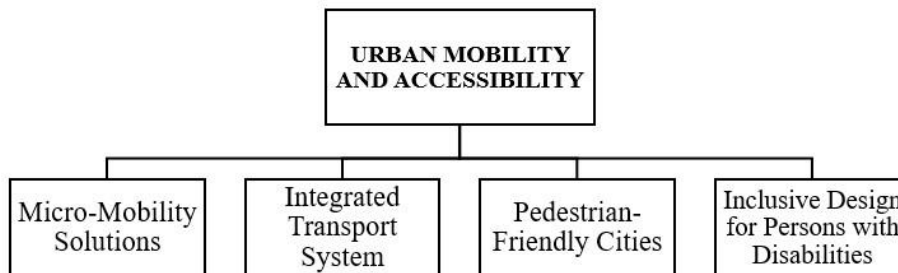 URBAN MOBILITY
AND ACCESSIBILITY
Micro-Mobility
Solutions
Integrated
Transport
System
Pedestrian-
Friendly Cities
Inclusive Design
for Persons with
Disabilities